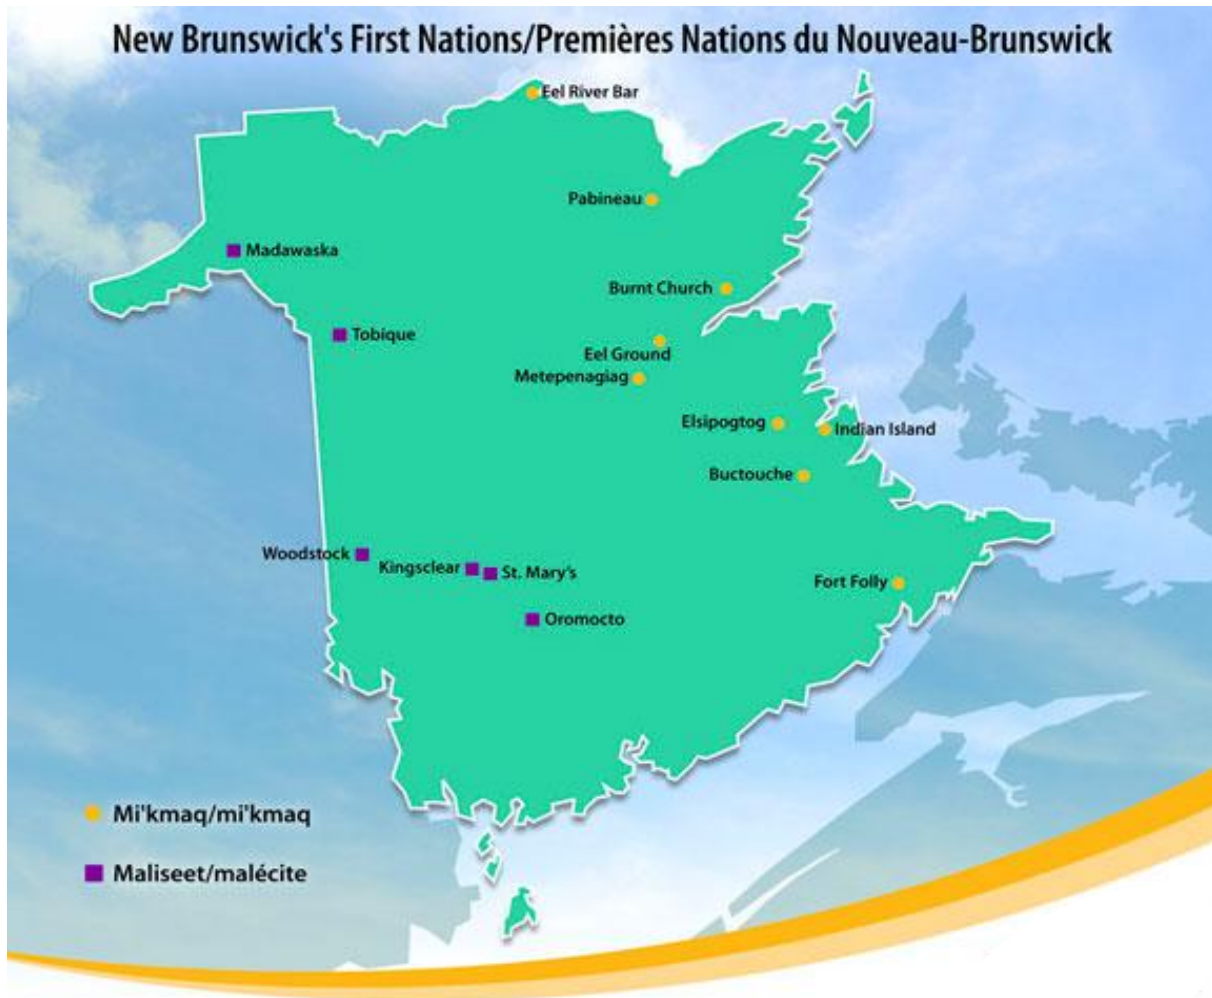 New Brunswick's First Nations/Premières Nations du Nouveau-Brunswick
Eel River Bar
Pabineau
Madawaska
Burnt Church
Tobique
Eel Ground
Metepenagiag
Elsipogtog
Indian Island
Buctouche
Woodstock
Kingsclear
St. Mary's
Fort Folly
Oromocto
Mi'kmaq/mi'kmaq
Maliseet/malécite